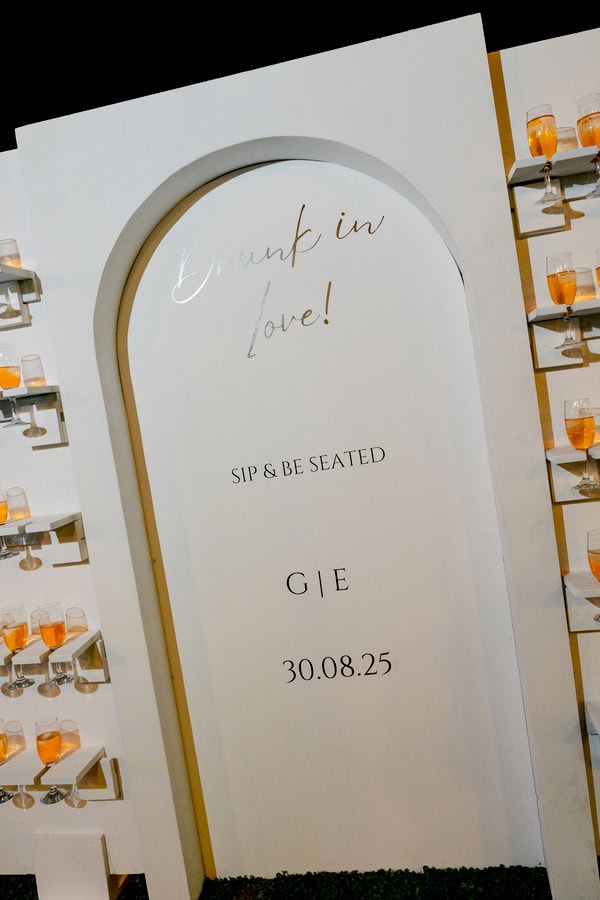 Drunk in
love!
SIP & BE SEATED
G | E
30.08.25